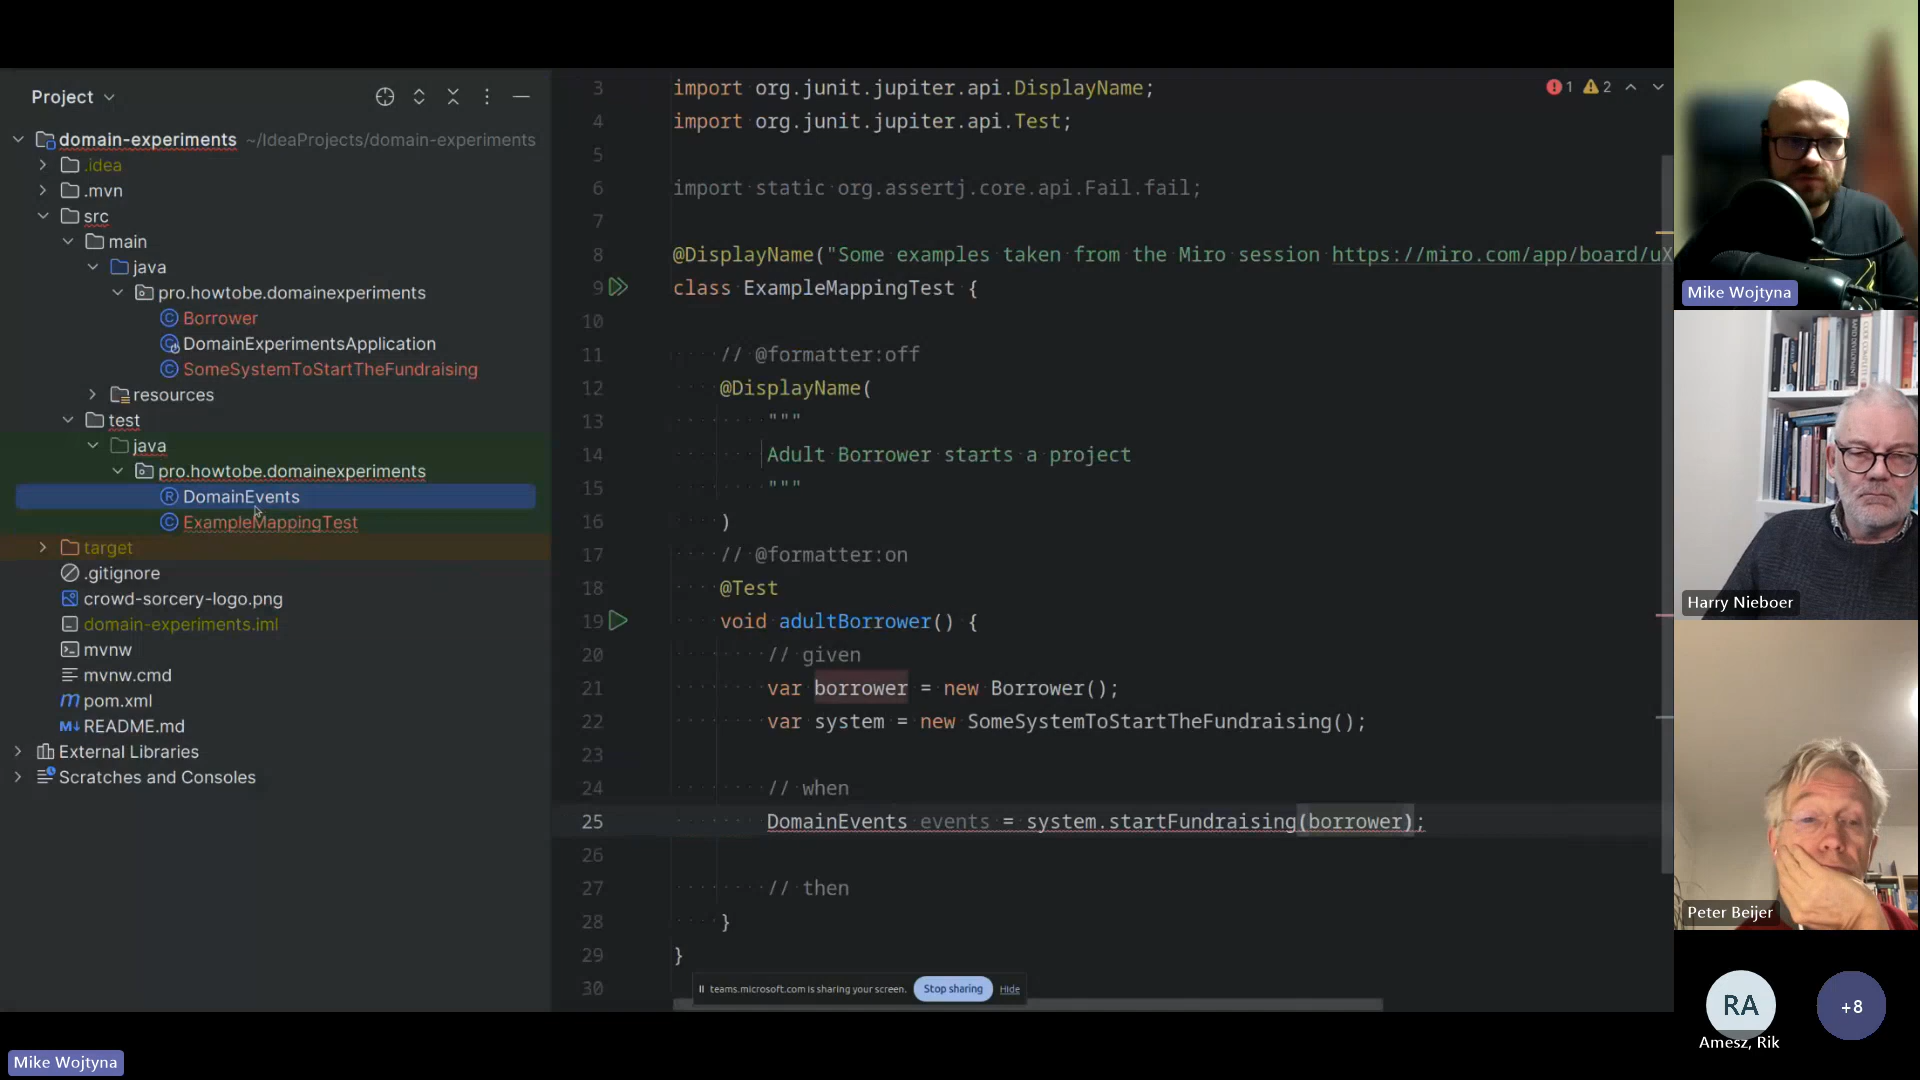 Project
domain-experiments ~/IdeaProjects/domain-experiments
.idea
.mvn
src
main
java
pro.howtobe.domainexperiments
Borrower
DomainExperimentsApplication
SomeSystemToStartTheFundraising
resources
test
java
pro.howtobe.domainexperiments
DomainEvents
ExampleMappingTest
target
.gitignore
crowd-sorcery-logo.png
domain-experiments.iml
mvnw
mvnw.cmd
pom.xml
README.md
External Libraries
Scratches and Consoles
1 2
3 import org.junit.jupiter.api.DisplayName;
4 import org.junit.jupiter.api.Test;
5
6 import static org.assertj.core.api.Fail.fail;
7
8 @DisplayName("Some examples taken from the Miro session https://miro.com/app/board/uX
9 class ExampleMappingTest {
10
11 // @formatter:off
12 @DisplayName(
13 """
14 Adult Borrower starts a project
15 """
16 )
17 // @formatter:on
18 @Test
19 void adultBorrower() {
20 // given
21 var borrower = new Borrower();
22 var system = new SomeSystemToStartTheFundraising();
23
24 // when
25 DomainEvents events = system.startFundraising(borrower);
26
27 // then
28 }
29 }
30
teams.microsoft.com is sharing your screen. Stop sharing Hide
Mike Wojtyna
Harry Nieboer
Peter Beijer
RA
Amesz, Rik
+8
Mike Wojtyna